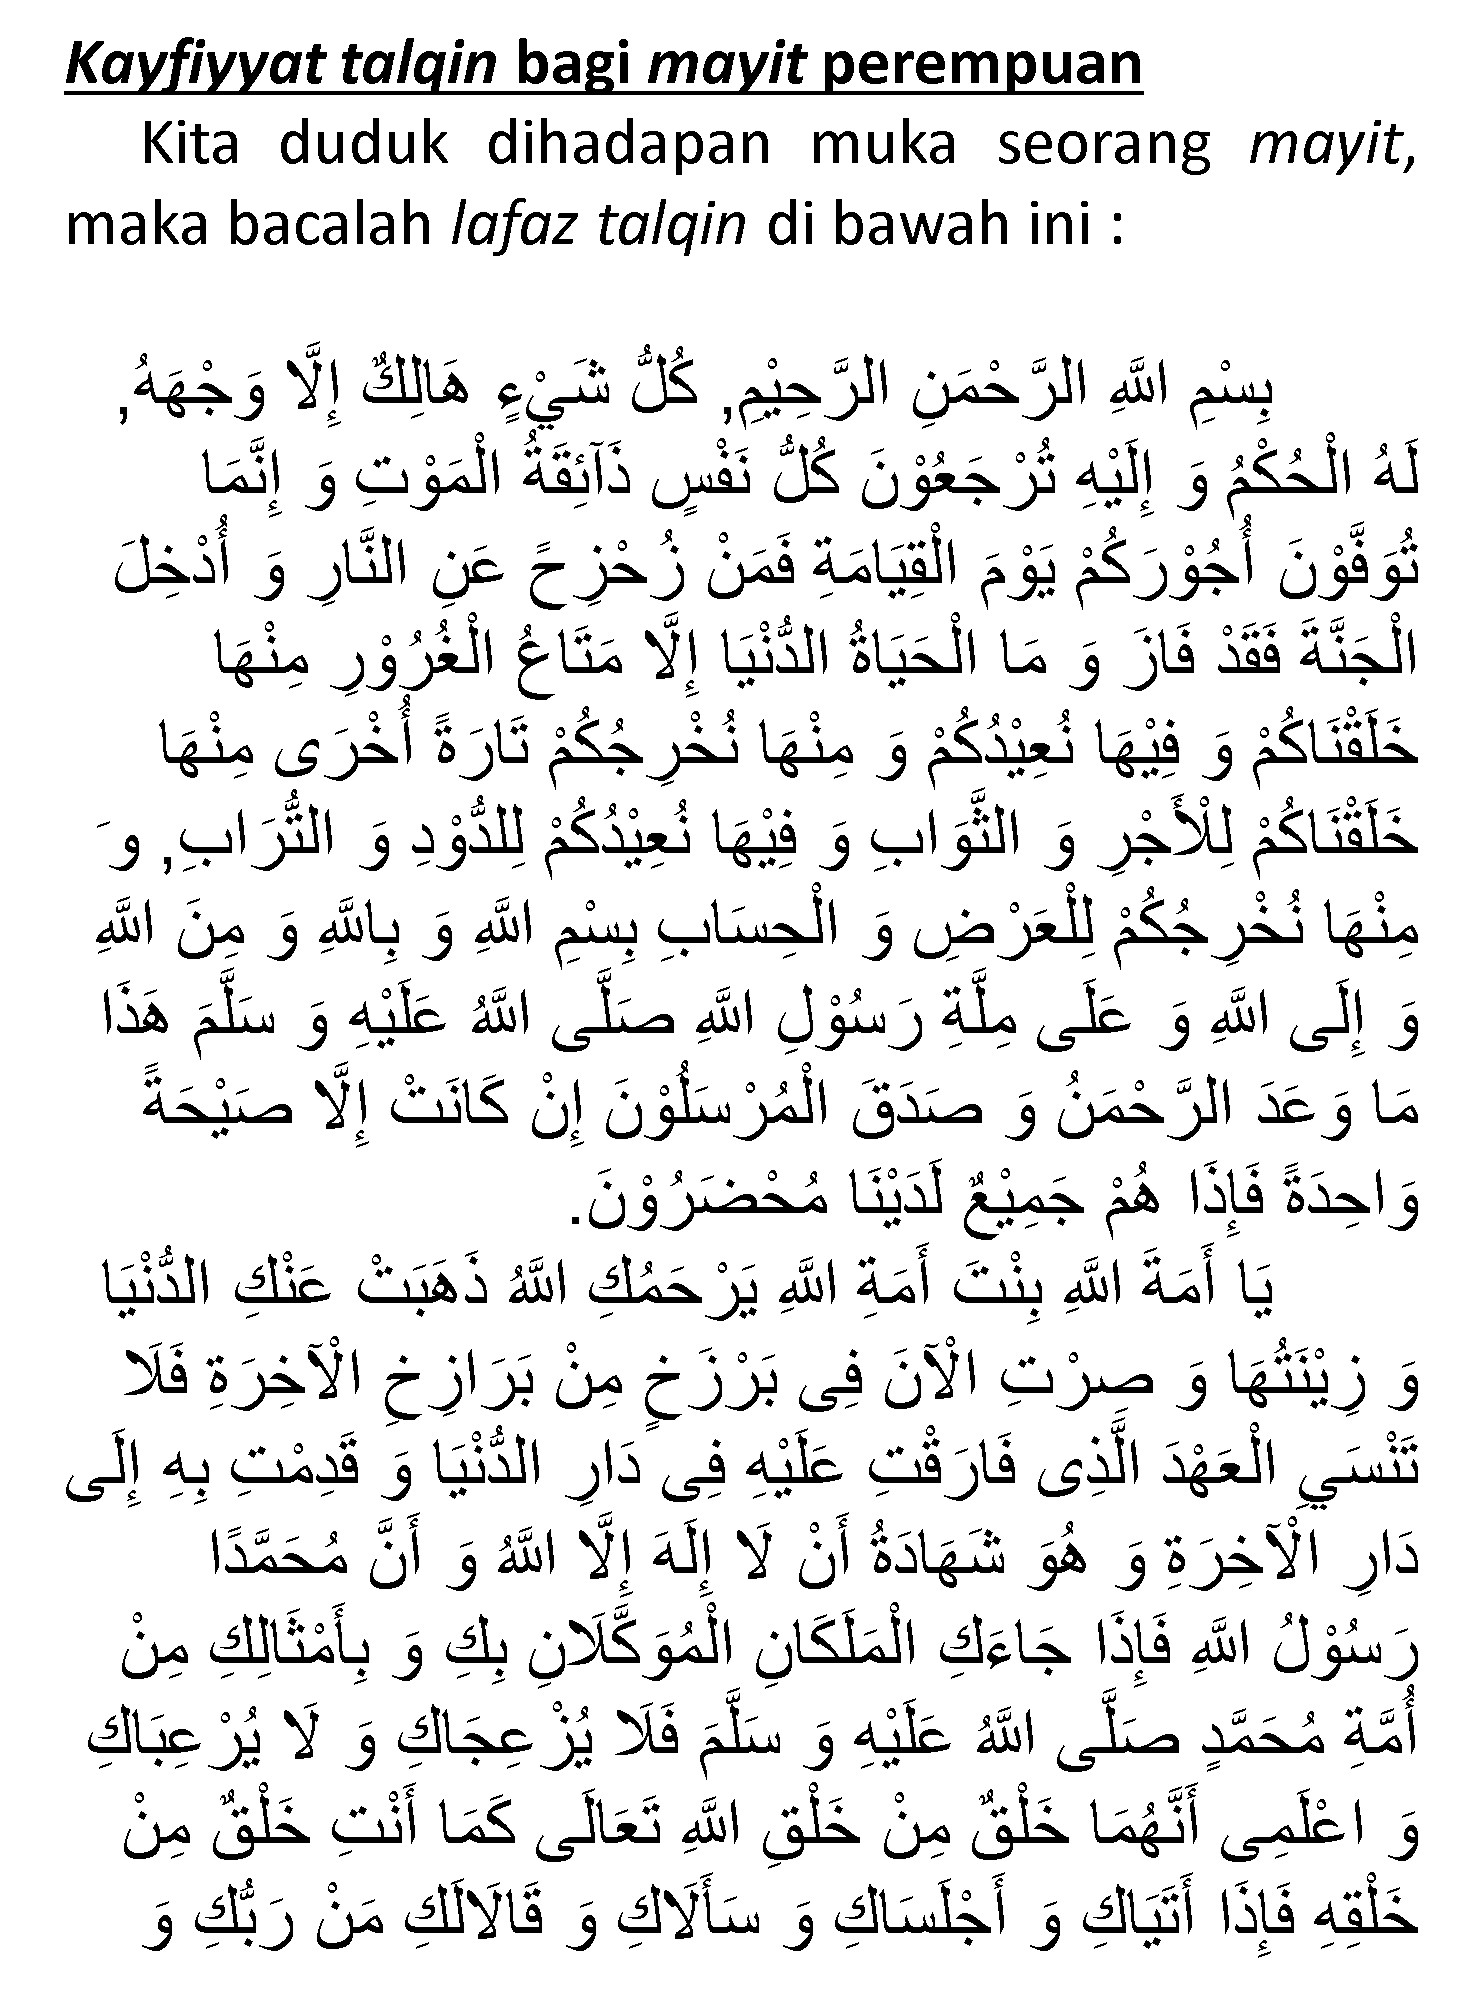 Kayfiyyat talqin bagi mayit perempuan
Kita duduk dihadapan muka seorang mayit,
maka bacalah lafaz talqin di bawah ini :
بِسْمِ اللَّهِ الرَّحْمَنِ الرَّحِيْمِ, كُلُّ شَيْءٍ هَالِكٌ إِلَّا وَجْهَهُ,
لَهُ الْحُكْمُ وَ إِلَيْهِ تُرْجَعُوْنَ كُلُّ نَفْسٍ ذَآئِقَةُ الْمَوْتِ وَ إِنَّمَا
تُوَفَّوْنَ أُجُوْرَكُمْ يَوْمَ الْقِيَامَةِ فَمَنْ زُحْزِحً عَنِ النَّارِ وَ أُدْخِلَ
الْجَنَّةَ فَقَدْ فَازَ وَ مَا الْحَيَاةُ الدُّنْيَا إِلَّا مَتَاعُ الْغُرُوْرِ مِنْهَا
خَلَقْنَاكُمْ وَ فِيْهَا نُعِيْدُكُمْ وَ مِنْهَا نُخْرِجُكُمْ تَارَةً أُخْرَى مِنْهَا
خَلَقْنَاكُمْ لِلْأَجْرِ وَ الثَّوَابِ وَ فِيْهَا نُعِيْدُكُمْ لِلدُّوْدِ وَ التُّرَابِ, وَ
مِنْهَا نُخْرِجُكُمْ لِلْعَرْضِ وَ الْحِسَابِ بِسْمِ اللَّهِ وَ بِاللَّهِ وَ مِنَ اللَّهِ
وَ إِلَى اللَّهِ وَ عَلَى مِلَّةِ رَسُوْلِ اللَّهِ صَلَّى اللَّهُ عَلَيْهِ وَ سَلَّمَ هَذَا
مَا وَعَدَ الرَّحْمَنُ وَ صَدَقَ الْمُرْسَلُوْنَ إِنْ كَانَتْ إِلَّا صَيْحَةً
وَاحِدَةً فَإِذَا هُمْ جَمِيْعٌ لَدَيْنَا مُحْضَرُوْنَ.
يَا أَمَةَ اللَّهِ بِنْتَ أَمَةِ اللَّهِ يَرْحَمُكِ اللَّهُ ذَهَبَتْ عَنْكِ الدُّنْيَا
وَ زِيْنَتُهَا وَ صِرْتِ الْآنَ فِى بَرْزَخٍ مِنْ بَرَازِخِ الْآخِرَةِ فَلَا
تَنْسَيِ الْعَهْدَ الَّذِى فَارَقْتِ عَلَيْهِ فِى دَارِ الدُّنْيَا وَ قَدِمْتِ بِهِ إِلَى
دَارِ الْآخِرَةِ وَ هُوَ شَهَادَةُ أَنْ لَا إِلَهَ إِلَّا اللَّهُ وَ أَنَّ مُحَمَّدًا
رَسُوْلُ اللَّهِ فَإِذَا جَاءَكِ الْمَلَكَانِ الْمُوَكَّلَانِ بِكِ وَ بِأَمْثَالِكِ مِنْ
أُمَّةِ مُحَمَّدٍ صَلَّى اللَّهُ عَلَيْهِ وَ سَلَّمَ فَلَا يُزْعِجَاكِ وَ لَا يُرْعِبَاكِ
وَ اعْلَمِى أَنَّهُمَا خَلْقٌ مِنْ خَلْقِ اللَّهِ تَعَالَى كَمَا أَنْتِ خَلْقٌ مِنْ
خَلْقِهِ فَإِذَا أَتَيَاكِ وَ أَجْلَسَاكِ وَ سَأَلَاكِ وَ قَالَالَكِ مَنْ رَبُّكِ وَ